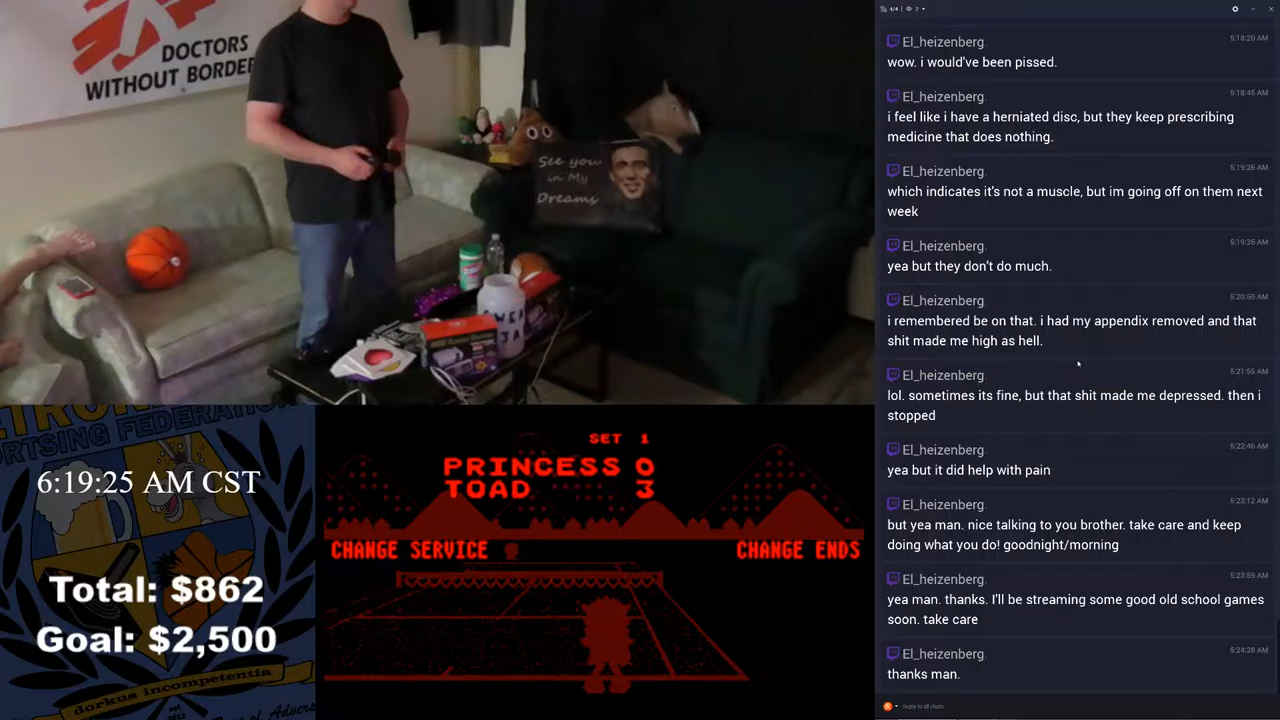 DOCTORS
WITHOUT BORDER
See you
in My
Dreams
6:19:25 AM CST
Total: $862
Goal: $2,500
dorkus incompetentia
SET 1
PRINCESS 0
TOAD 3
CHANGE SERVICE
CHANGE ENDS
4/4
El_heizenberg
5:18:20 AM
wow. i would've been pissed.
El_heizenberg
5:18:45 AM
i feel like i have a herniated disc, but they keep prescribing
medicine that does nothing.
El_heizenberg
5:19:26 AM
which indicates it's not a muscle, but im going off on them next
week
El_heizenberg
5:19:35 AM
yea but they don't do much.
El_heizenberg
5:20:50 AM
i remembered be on that. i had my appendix removed and that
shit made me high as hell.
El_heizenberg
5:21:55 AM
lol. sometimes its fine, but that shit made me depressed. then i
stopped
El_heizenberg
5:22:46 AM
yea but it did help with pain
El_heizenberg
5:23:12 AM
but yea man. nice talking to you brother. take care and keep
doing what you do! goodnight/morning
El_heizenberg
5:23:59 AM
yea man. thanks. I'll be streaming some good old school games
soon. take care
El_heizenberg
5:24:28 AM
thanks man.
Reply to all chats